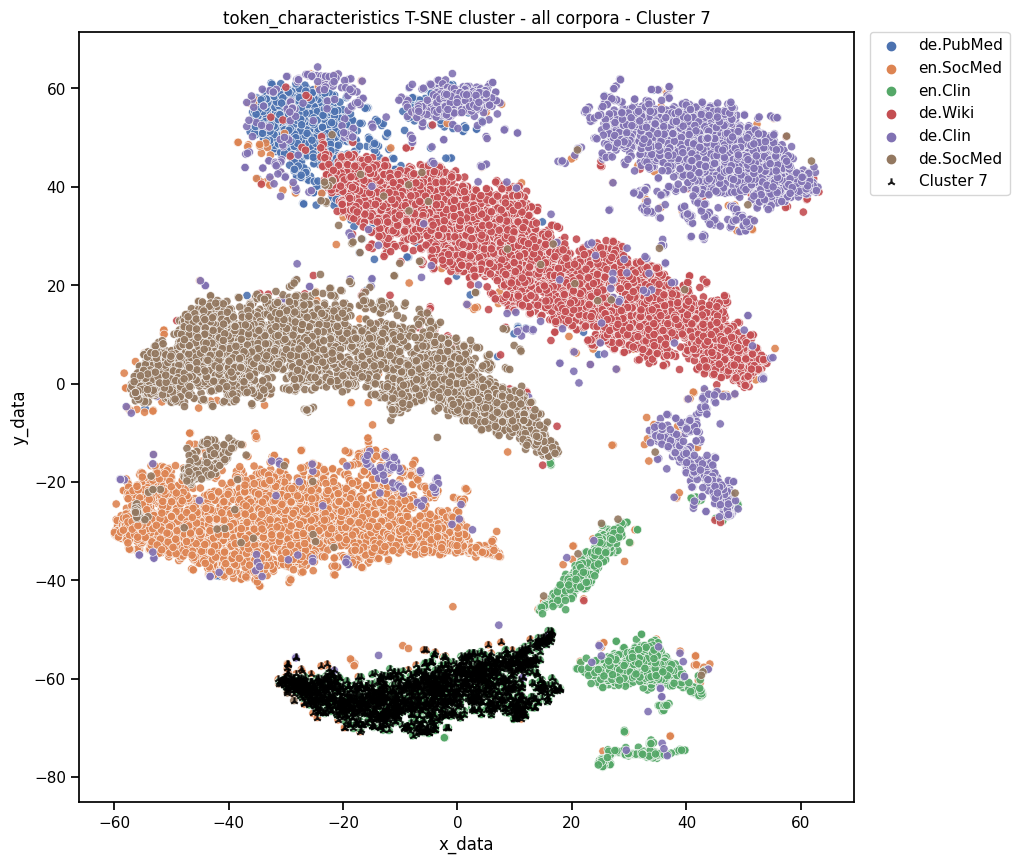 token_characteristics T-SNE cluster - all corpora - Cluster 7
de.PubMed
en.SocMed
en.Clin
de.Wiki
de.Clin
de.SocMed
Cluster 7
60
40
20
0
−20
−40
−60
−80
y_data
−60
−40
−20
0
20
40
60
x_data